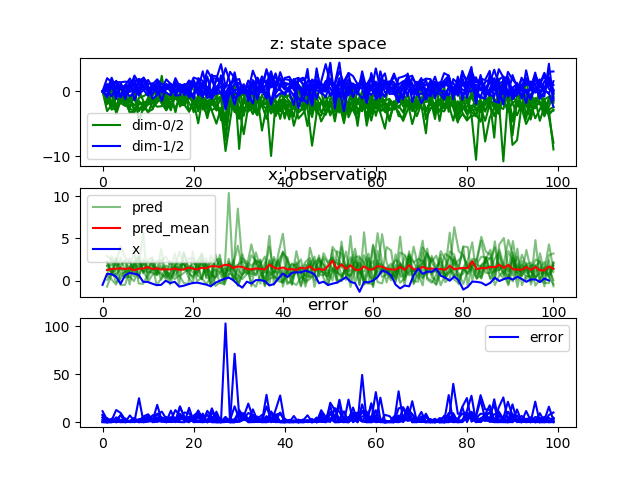 z: state space
0
−10
dim-0/2
dim-1/2
0 20 40 60 80 100
x: observation
10
5
0
pred
pred_mean
x
0 20 40 60 80 100
error
100
50
0
error
0 20 40 60 80 100